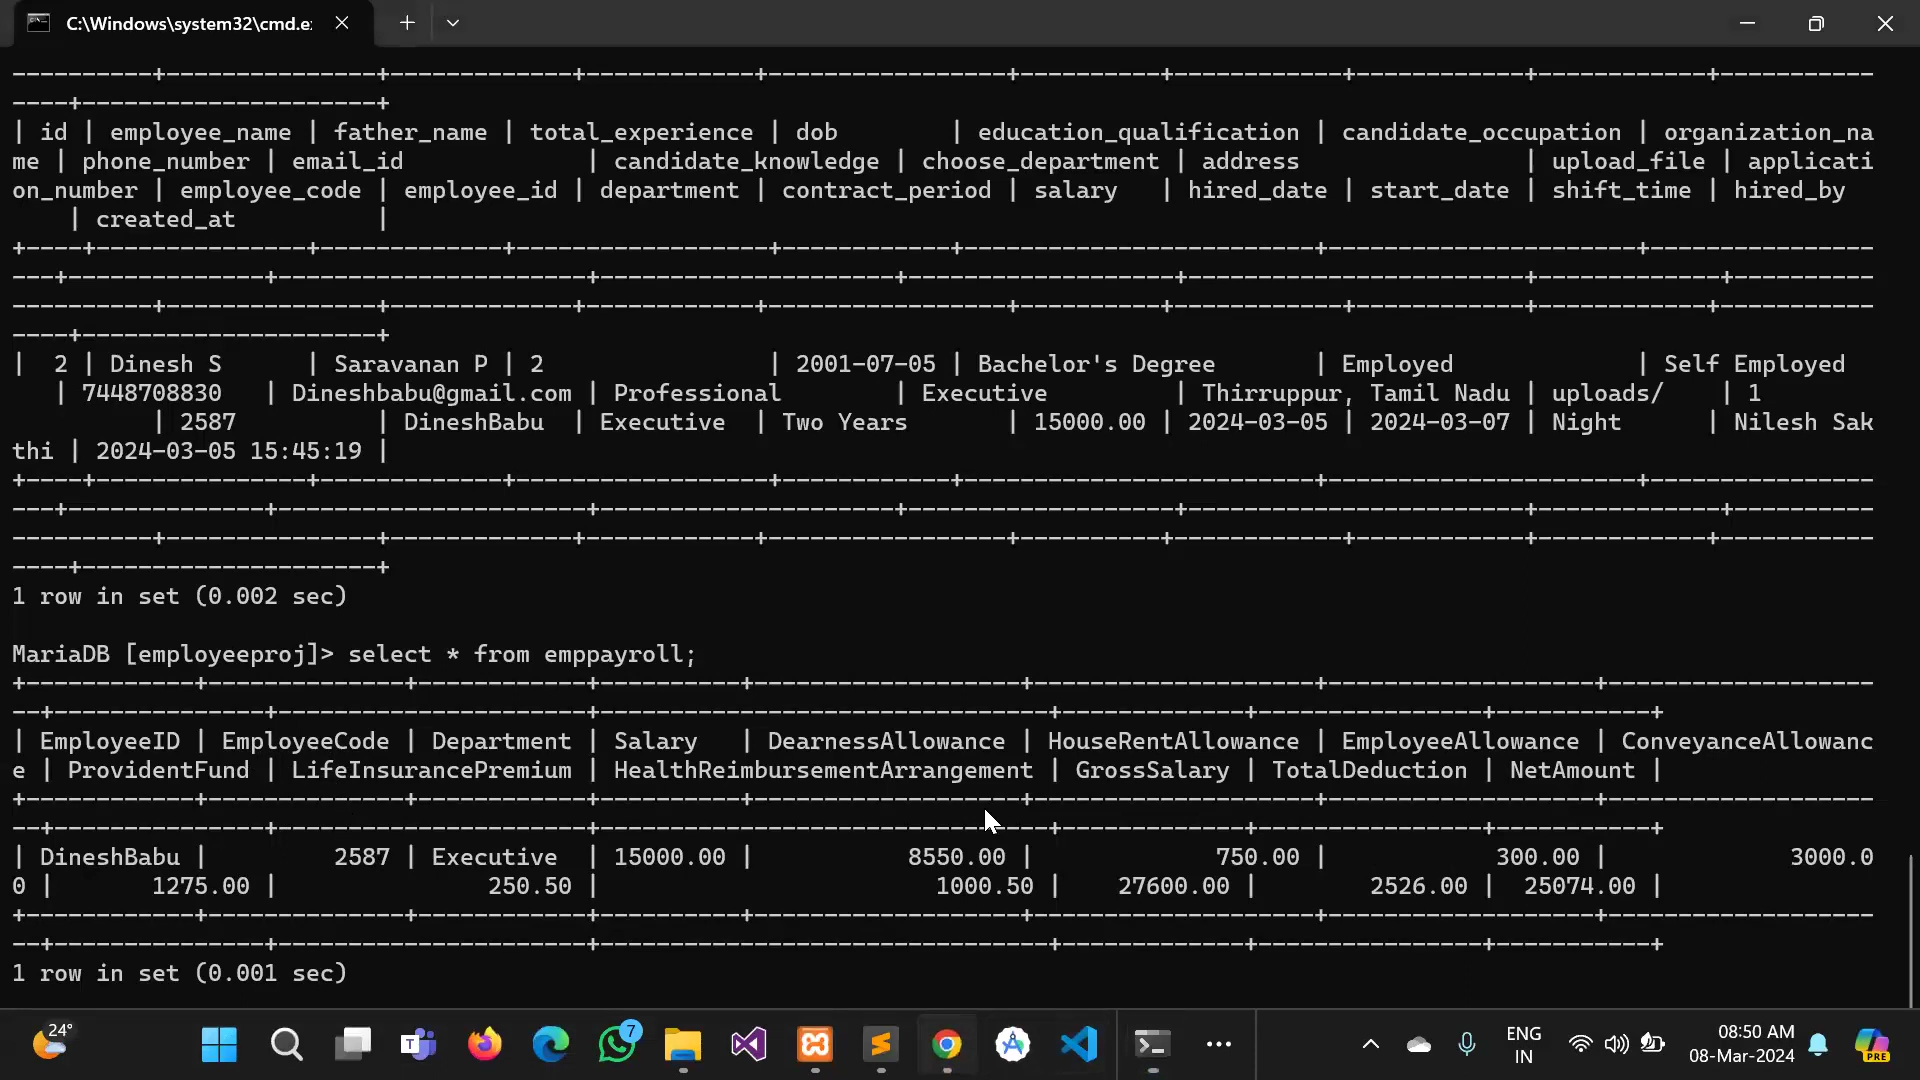 C:\Windows\system32\cmd.e
----------+---------------+-------------+------------+-----------------+----------+------------+------------+------------+-----------
----+---------------------+
| id | employee_name | father_name | total_experience | dob        | education_qualification | candidate_occupation | organization_na
me | phone_number | email_id             | candidate_knowledge | choose_department | address                | upload_file | applicati
on_number | employee_code | employee_id | department | contract_period | salary   | hired_date | start_date | shift_time | hired_by
    | created_at          |
+----+---------------+-------------+------------------+------------+-------------------------+----------------------+----------------
---+--------------+----------------------+---------------------+-------------------+------------------------+-------------+----------
----------+---------------+-------------+------------+-----------------+----------+------------+------------+------------+-----------
----+---------------------+
|  2 | Dinesh S      | Saravanan P | 2                | 2001-07-05 | Bachelor's Degree       | Employed             | Self Employed
   | 7448708830   | Dineshbabu@gmail.com | Professional        | Executive         | Thirruppur, Tamil Nadu | uploads/    | 1
          | 2587          | DineshBabu  | Executive  | Two Years       | 15000.00 | 2024-03-05 | 2024-03-07 | Night      | Nilesh Sak
thi | 2024-03-05 15:45:19 |
+----+---------------+-------------+------------------+------------+-------------------------+----------------------+----------------
---+--------------+----------------------+---------------------+-------------------+------------------------+-------------+----------
----------+---------------+-------------+------------+-----------------+----------+------------+------------+------------+-----------
----+---------------------+
1 row in set (0.002 sec)
MariaDB [employeeproj]> select * from emppayroll;
+------------+--------------+------------+----------+-------------------+--------------------+-------------------+-------------------
--+---------------+----------------------+--------------------------------+-------------+----------------+-----------+
| EmployeeID | EmployeeCode | Department | Salary   | DearnessAllowance | HouseRentAllowance | EmployeeAllowance | ConveyanceAllowanc
e | ProvidentFund | LifeInsurancePremium | HealthReimbursementArrangement | GrossSalary | TotalDeduction | NetAmount |
+------------+--------------+------------+----------+-------------------+--------------------+-------------------+-------------------
--+---------------+----------------------+--------------------------------+-------------+----------------+-----------+
| DineshBabu |         2587 | Executive  | 15000.00 |           8550.00 |             750.00 |            300.00 |             3000.0
0 |       1275.00 |               250.50 |                        1000.50 |    27600.00 |        2526.00 |  25074.00 |
+------------+--------------+------------+----------+-------------------+--------------------+-------------------+-------------------
--+---------------+----------------------+--------------------------------+-------------+----------------+-----------+
1 row in set (0.001 sec)
24°
7
ENG
IN
08:50 AM
08-Mar-2024
PRE